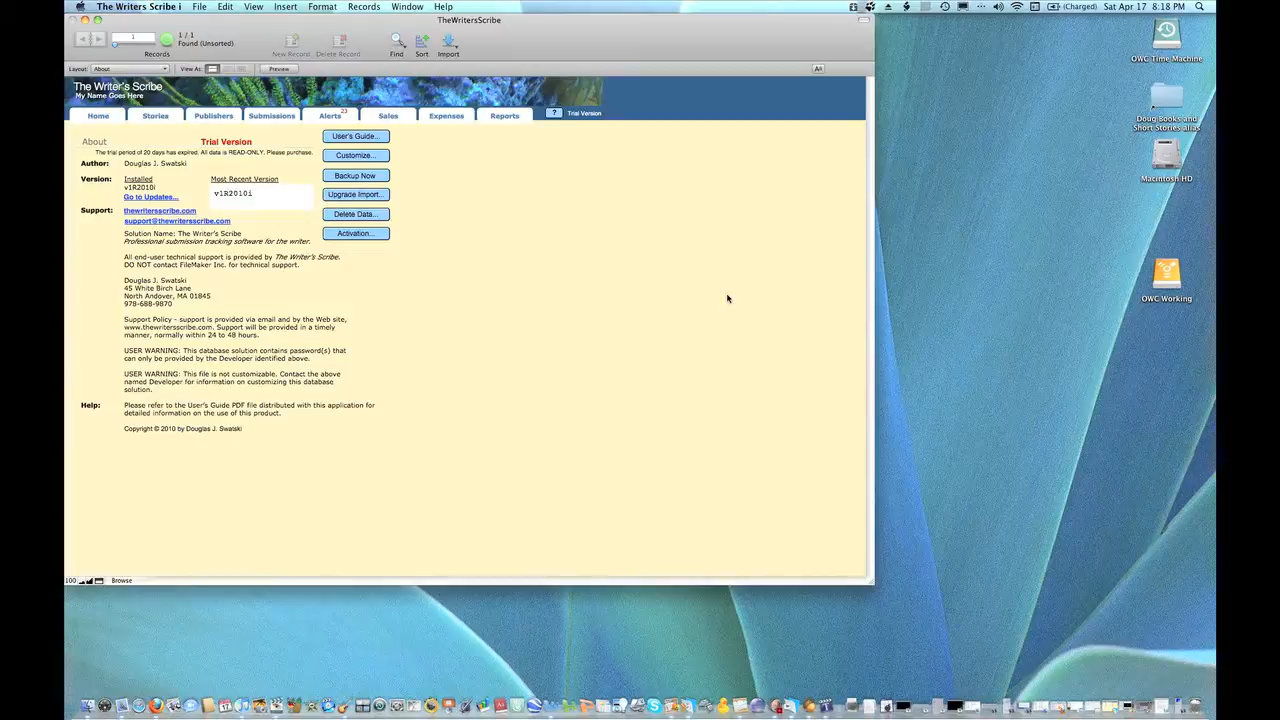 The Writers Scribe i File Edit View Insert Format Records Window Help
(Charged) Sat Apr 17 8:18 PM
TheWritersScribe
1
1 / 1
Found (Unsorted)
Records
New Record Delete Record
Find Sort Import
Layout: About View As: Preview
The Writer's Scribe
My Name Goes Here
Home Stories Publishers Submissions Alerts 23 Sales Expenses Reports ? Trial Version
About Trial Version
The trial period of 20 days has expired. All data is READ-ONLY. Please purchase.
Author: Douglas J. Swatski
Version: Installed Most Recent Version
v1R2010i v1R2010i
Go to Updates...
Support: thewritersscribe.com
support@thewritersscribe.com
Solution Name: The Writer's Scribe
Professional submission tracking software for the writer.
All end-user technical support is provided by The Writer's Scribe.
DO NOT contact FileMaker Inc. for technical support.
Douglas J. Swatski
45 White Birch Lane
North Andover, MA 01845
978-688-9870
Support Policy - support is provided via email and by the Web site,
www.thewritersscribe.com. Support will be provided in a timely
manner, normally within 24 to 48 hours.
USER WARNING: This database solution contains password(s) that
can only be provided by the Developer identified above.
USER WARNING: This file is not customizable. Contact the above
named Developer for information on customizing this database
solution.
Help: Please refer to the User's Guide PDF file distributed with this application for
detailed information on the use of this product.
Copyright © 2010 by Douglas J. Swatski
User's Guide...
Customize...
Backup Now
Upgrade Import...
Delete Data...
Activation...
100 Browse
OWC Time Machine
Doug Books and
Short Stories alias
Macintosh HD
OWC Working